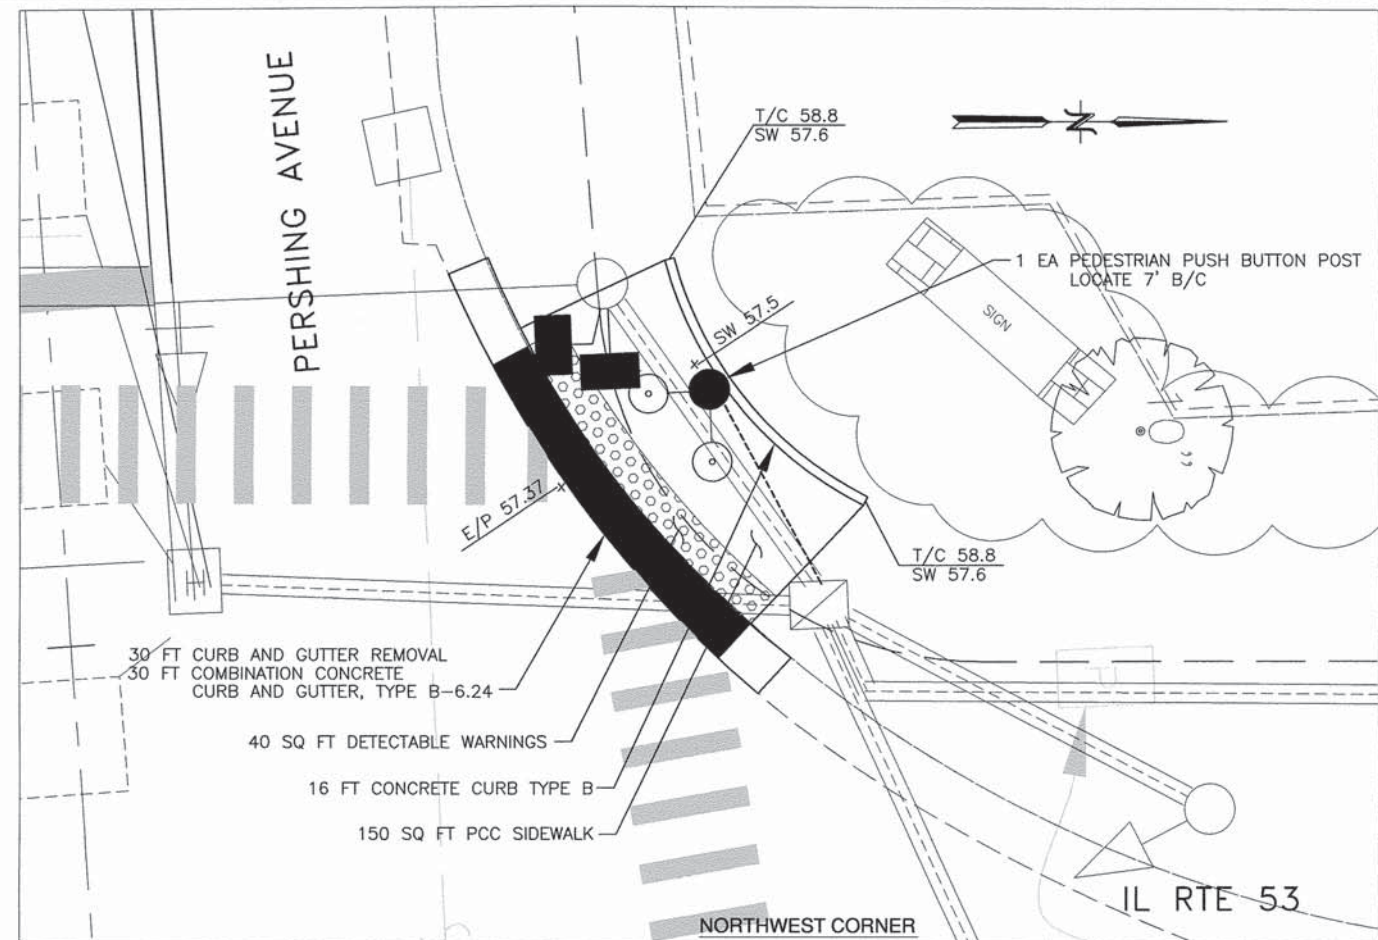 PERSHING AVENUE
T/C 58.8
SW 57.6
N
1 EA PEDESTRIAN PUSH BUTTON POST
LOCATE 7' B/C
SIGN
SW 57.5
E/P 57.37
T/C 58.8
SW 57.6
30 FT CURB AND GUTTER REMOVAL
30 FT COMBINATION CONCRETE
CURB AND GUTTER, TYPE B-6.24
40 SQ FT DETECTABLE WARNINGS
16 FT CONCRETE CURB TYPE B
150 SQ FT PCC SIDEWALK
IL RTE 53
NORTHWEST CORNER